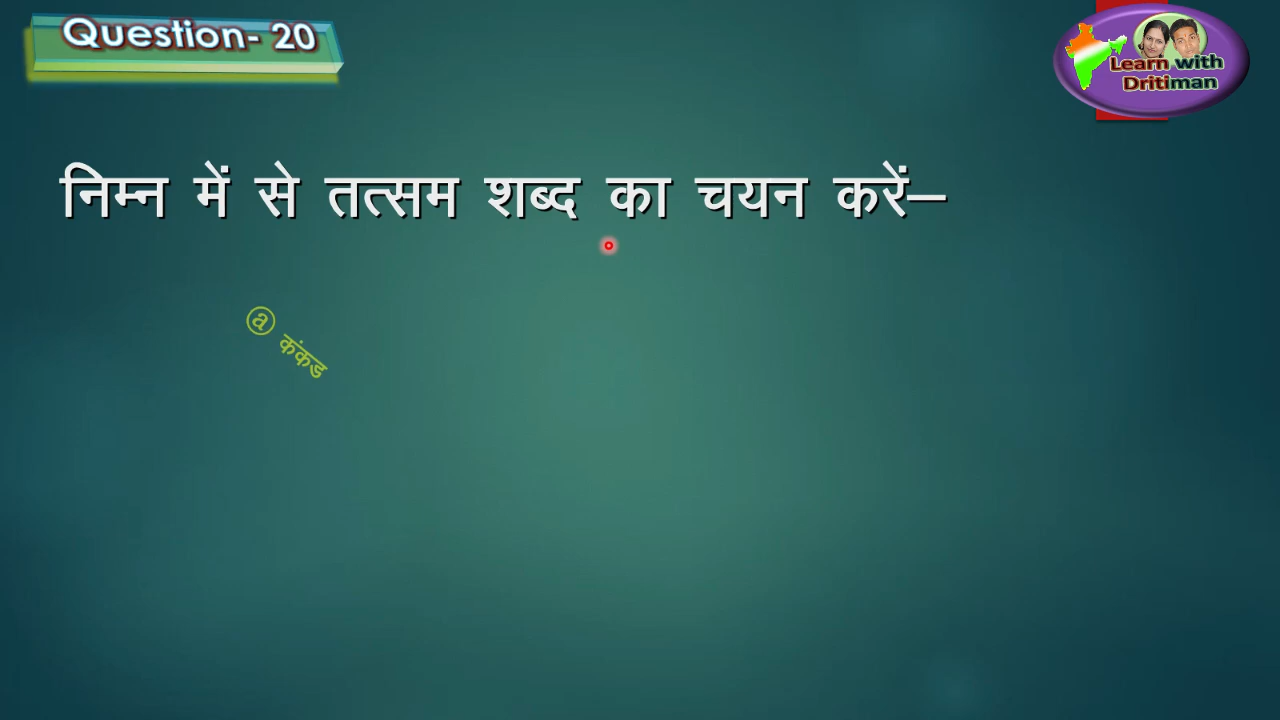 Question- 20
Learn with
Dritiman
निम्न में से तत्सम शब्द का चयन करें–
ⓐ कंकड